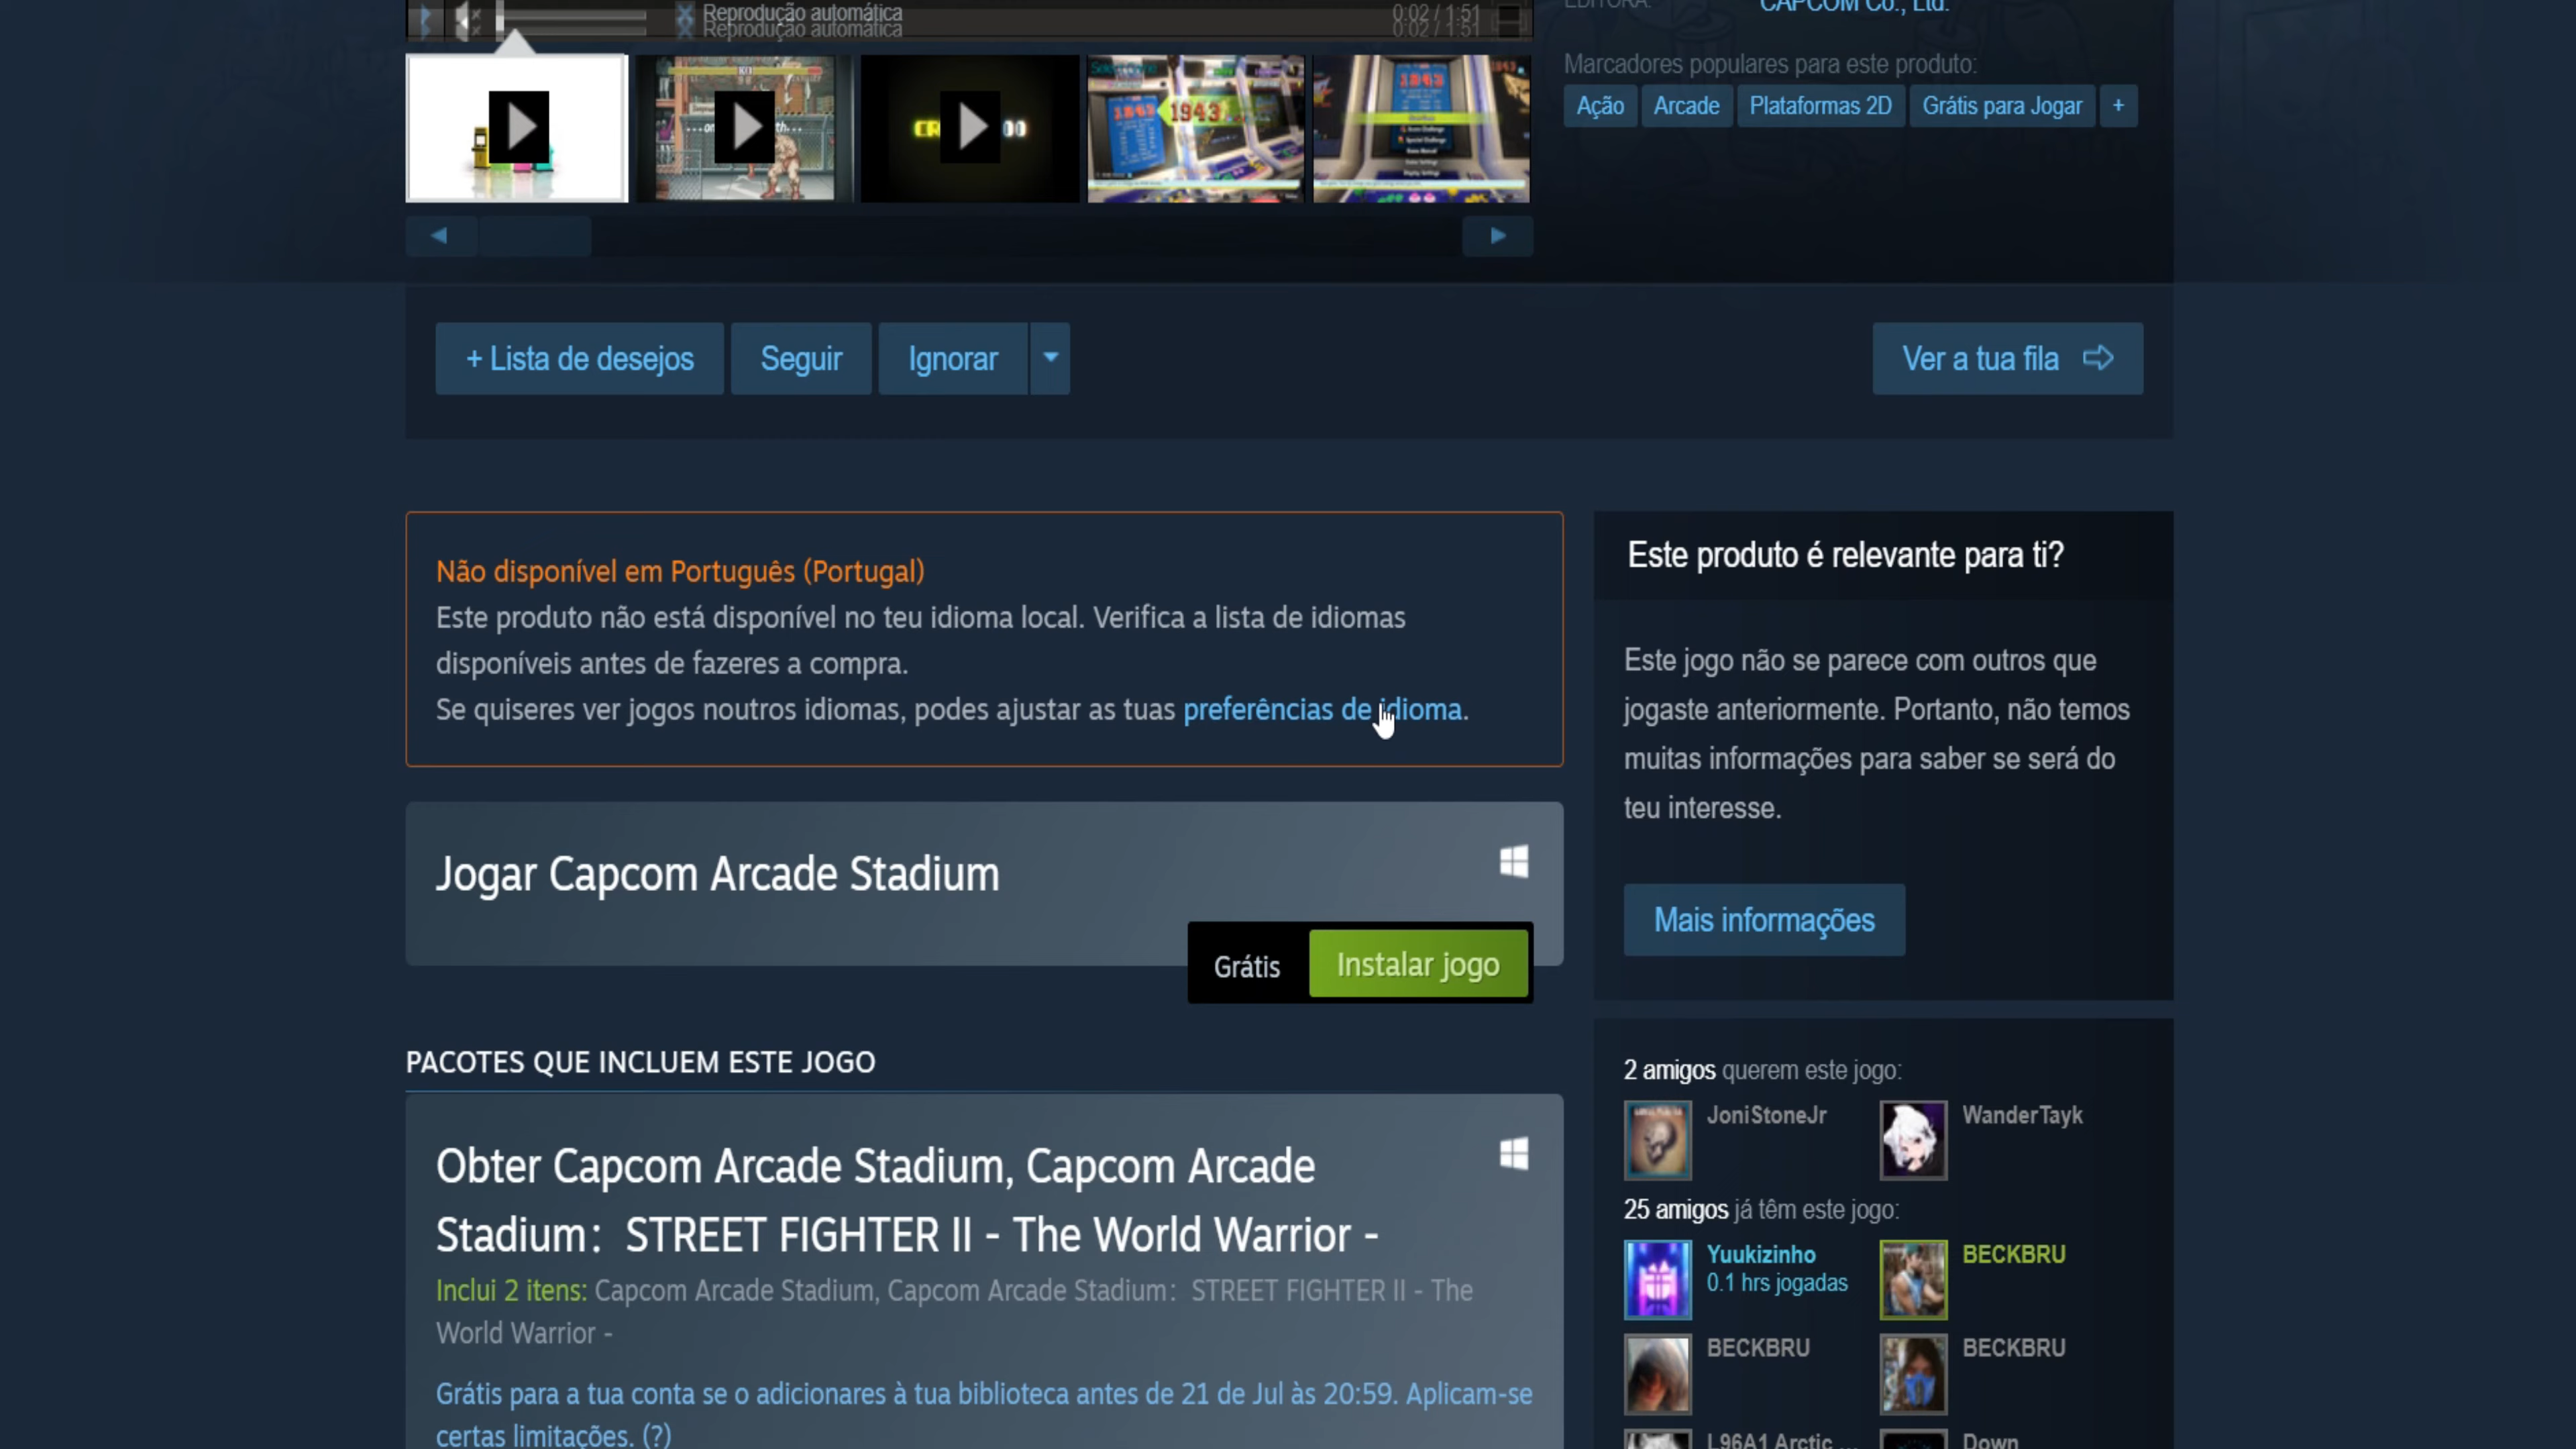 Reprodução automática
0:02 / 1:51
EDITORA:
CAPCOM Co., Ltd.
1943
1943
1943
Marcadores populares para este produto:
Ação
Arcade
Plataformas 2D
Grátis para Jogar
+
+ Lista de desejos
Seguir
Ignorar
Ver a tua fila
Não disponível em Português (Portugal)
Este produto não está disponível no teu idioma local. Verifica a lista de idiomas
disponíveis antes de fazeres a compra.
Se quiseres ver jogos noutros idiomas, podes ajustar as tuas preferências de idioma.
Este produto é relevante para ti?
Este jogo não se parece com outros que
jogaste anteriormente. Portanto, não temos
muitas informações para saber se será do
teu interesse.
Mais informações
Jogar Capcom Arcade Stadium
Grátis
Instalar jogo
PACOTES QUE INCLUEM ESTE JOGO
Obter Capcom Arcade Stadium, Capcom Arcade
Stadium: STREET FIGHTER II - The World Warrior -
Inclui 2 itens: Capcom Arcade Stadium, Capcom Arcade Stadium: STREET FIGHTER II - The
World Warrior -
Grátis para a tua conta se o adicionares à tua biblioteca antes de 21 de Jul às 20:59. Aplicam-se
certas limitações. (?)
2 amigos querem este jogo:
JoniStoneJr
WanderTayk
25 amigos já têm este jogo:
Yuukizinho
0.1 hrs jogadas
BECKBRU
BECKBRU
BECKBRU
L96A1 Arctic ...
Down